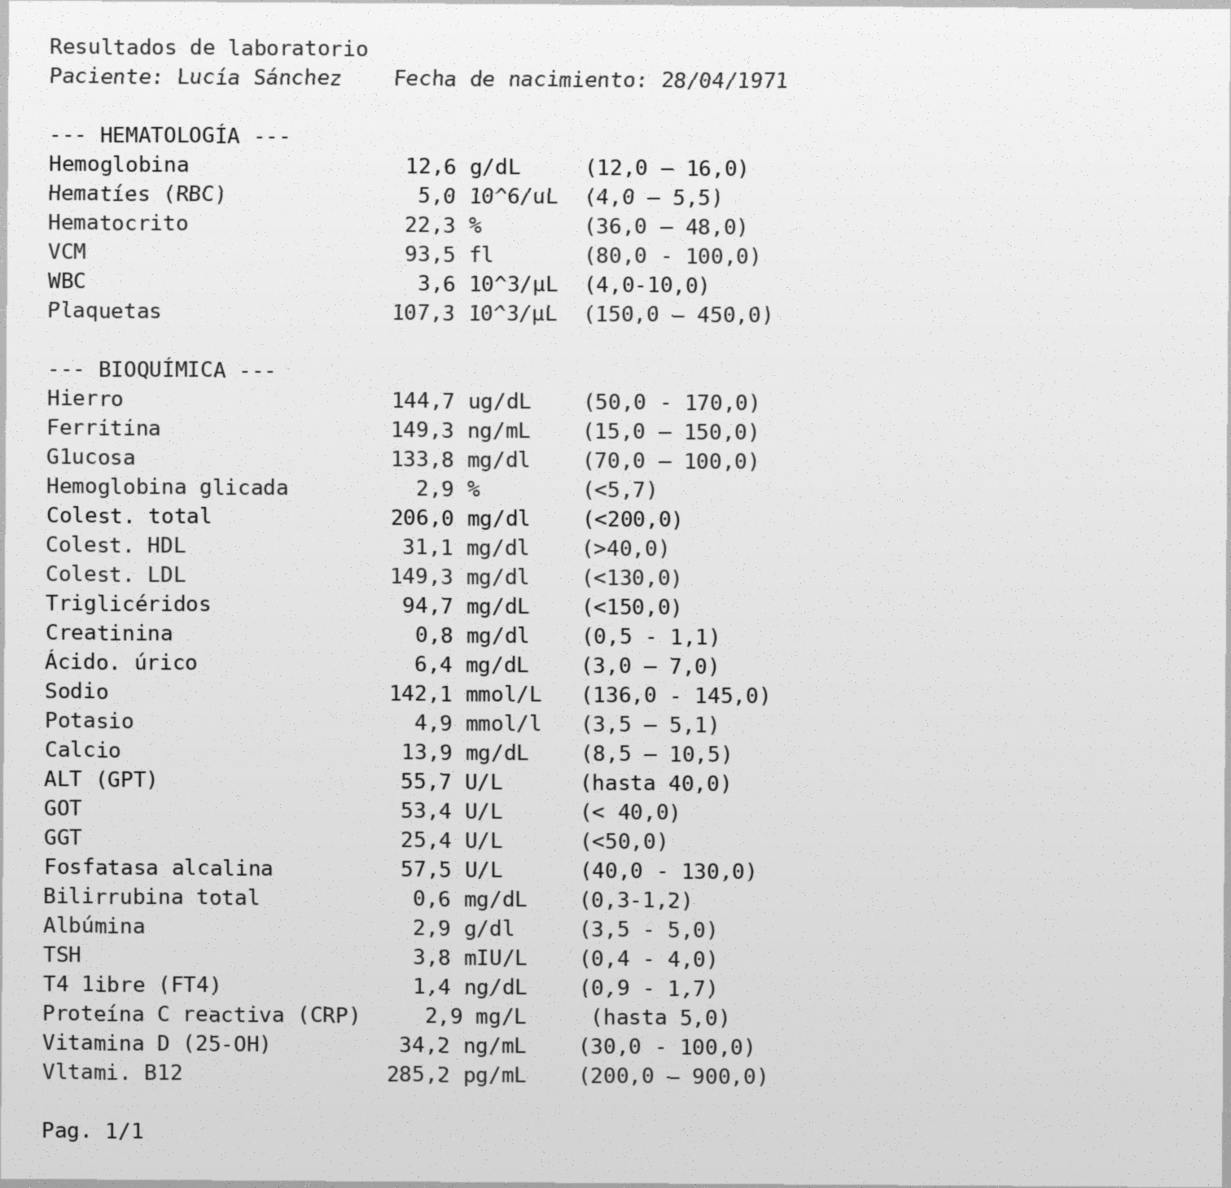 Resultados de laboratorio
Paciente: Lucía Sánchez    Fecha de nacimiento: 28/04/1971

--- HEMATOLOGÍA ---
Hemoglobina                 12,6 g/dL     (12,0 – 16,0)
Hematíes (RBC)               5,0 10^6/uL  (4,0 – 5,5)
Hematocrito                 22,3 %        (36,0 – 48,0)
VCM                         93,5 fl       (80,0 - 100,0)
WBC                          3,6 10^3/µL  (4,0-10,0)
Plaquetas                  107,3 10^3/µL  (150,0 – 450,0)

--- BIOQUÍMICA ---
Hierro                     144,7 ug/dL    (50,0 - 170,0)
Ferritina                  149,3 ng/mL    (15,0 – 150,0)
G1ucosa                    133,8 mg/dl    (70,0 – 100,0)
Hemoglobina glicada          2,9 %        (<5,7)
Colest. total              206,0 mg/dl    (<200,0)
Colest. HDL                 31,1 mg/dl    (>40,0)
Colest. LDL                149,3 mg/dl    (<130,0)
Triglicéridos               94,7 mg/dL    (<150,0)
Creatinina                   0,8 mg/dl    (0,5 - 1,1)
Ácido. úrico                 6,4 mg/dL    (3,0 – 7,0)
Sodio                      142,1 mmol/L   (136,0 - 145,0)
Potasio                      4,9 mmol/l   (3,5 – 5,1)
Calcio                      13,9 mg/dL    (8,5 – 10,5)
ALT (GPT)                   55,7 U/L      (hasta 40,0)
GOT                         53,4 U/L      (< 40,0)
GGT                         25,4 U/L      (<50,0)
Fosfatasa alcalina          57,5 U/L      (40,0 - 130,0)
Bilirrubina total            0,6 mg/dL    (0,3-1,2)
Albúmina                     2,9 g/dl     (3,5 - 5,0)
TSH                          3,8 mIU/L    (0,4 - 4,0)
T4 1ibre (FT4)               1,4 ng/dL    (0,9 - 1,7)
Proteína C reactiva (CRP)     2,9 mg/L     (hasta 5,0)
Vitamina D (25-OH)          34,2 ng/mL    (30,0 - 100,0)
Vltami. B12                285,2 pg/mL    (200,0 – 900,0)

Pag. 1/1